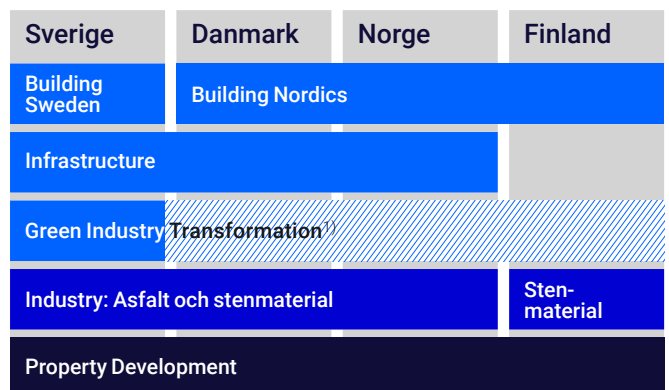 Sverige Danmark Norge Finland
Building
Sweden
Building Nordics
Infrastructure
Green Industry Transformation1)
Industry: Asfalt och stenmaterial
Sten-
material
Property Development